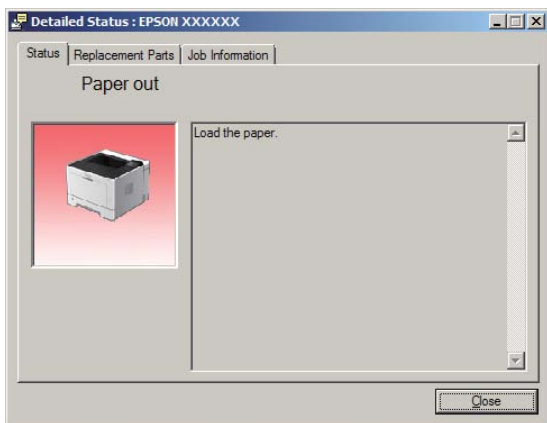 Detailed Status : EPSON XXXXXX
Status Replacement Parts Job Information
Paper out
Load the paper.
Close